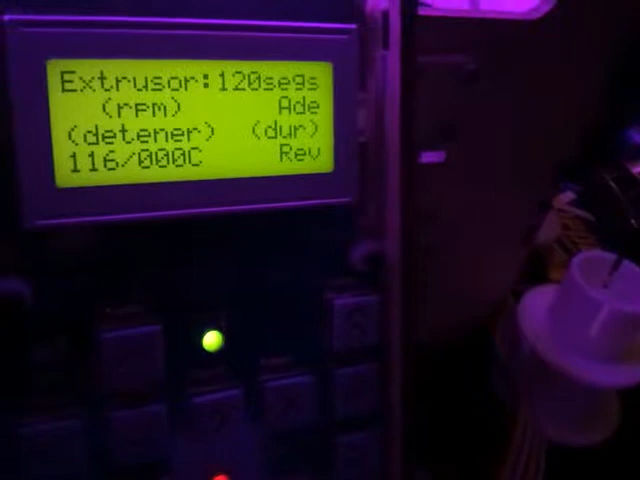 Extrusor:120segs
(rpm) Ade
(detener) (dur)
116/000C Rev